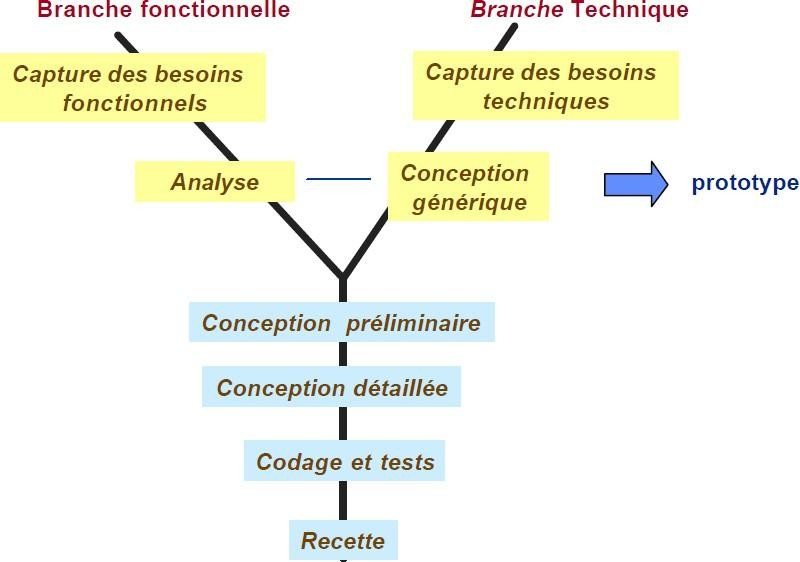 Branche fonctionnelle
Branche Technique
Capture des besoins
fonctionnels
Capture des besoins
techniques
Analyse
Conception
générique
prototype
Conception préliminaire
Conception détaillée
Codage et tests
Recette